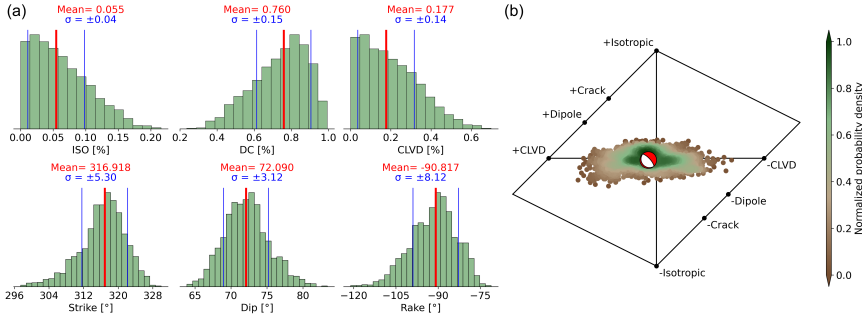 (a)
Mean= 0.055
σ = ±0.04
0.00 0.05 0.10 0.15 0.20
ISO [%]
Mean= 0.760
σ = ±0.15
0.2 0.4 0.6 0.8 1.0
DC [%]
Mean= 0.177
σ = ±0.14
0.0 0.2 0.4 0.6
CLVD [%]
Mean= 316.918
σ = ±5.30
296 304 312 320 328
Strike [°]
Mean= 72.090
σ = ±3.12
65 70 75 80
Dip [°]
Mean= -90.817
σ = ±8.12
−120 −105 −90 −75
Rake [°]
(b)
+Isotropic
+Crack
+Dipole
+CLVD
-CLVD
-Dipole
-Crack
-Isotropic
1.0
0.8
0.6
0.4
0.2
0.0
Normalized probability density